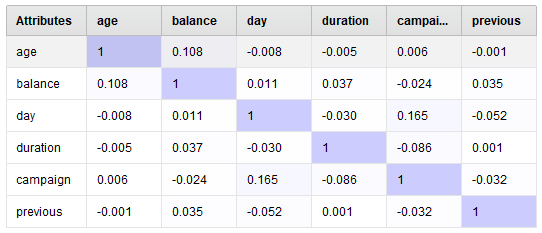 Attributes age balance day duration campai... previous
age 1 0.108 -0.008 -0.005 0.006 -0.001
balance 0.108 1 0.011 0.037 -0.024 0.035
day -0.008 0.011 1 -0.030 0.165 -0.052
duration -0.005 0.037 -0.030 1 -0.086 0.001
campaign 0.006 -0.024 0.165 -0.086 1 -0.032
previous -0.001 0.035 -0.052 0.001 -0.032 1